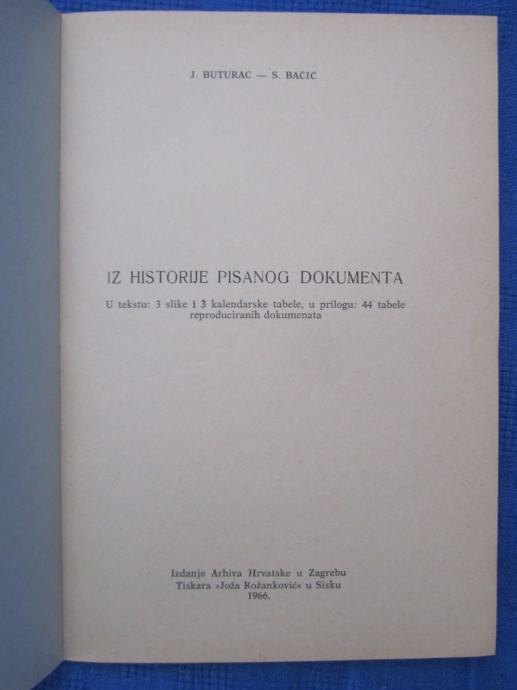 J. BUTURAC — S. BAČIĆ
IZ HISTORIJE PISANOG DOKUMENTA
U tekstu: 3 slike i 3 kalendarske tabele, u prilogu: 44 tabele
reproduciranih dokumenata
Izdanje Arhiva Hrvatske u Zagrebu
Tiskara »Joža Rožanković« u Sisku
1966.